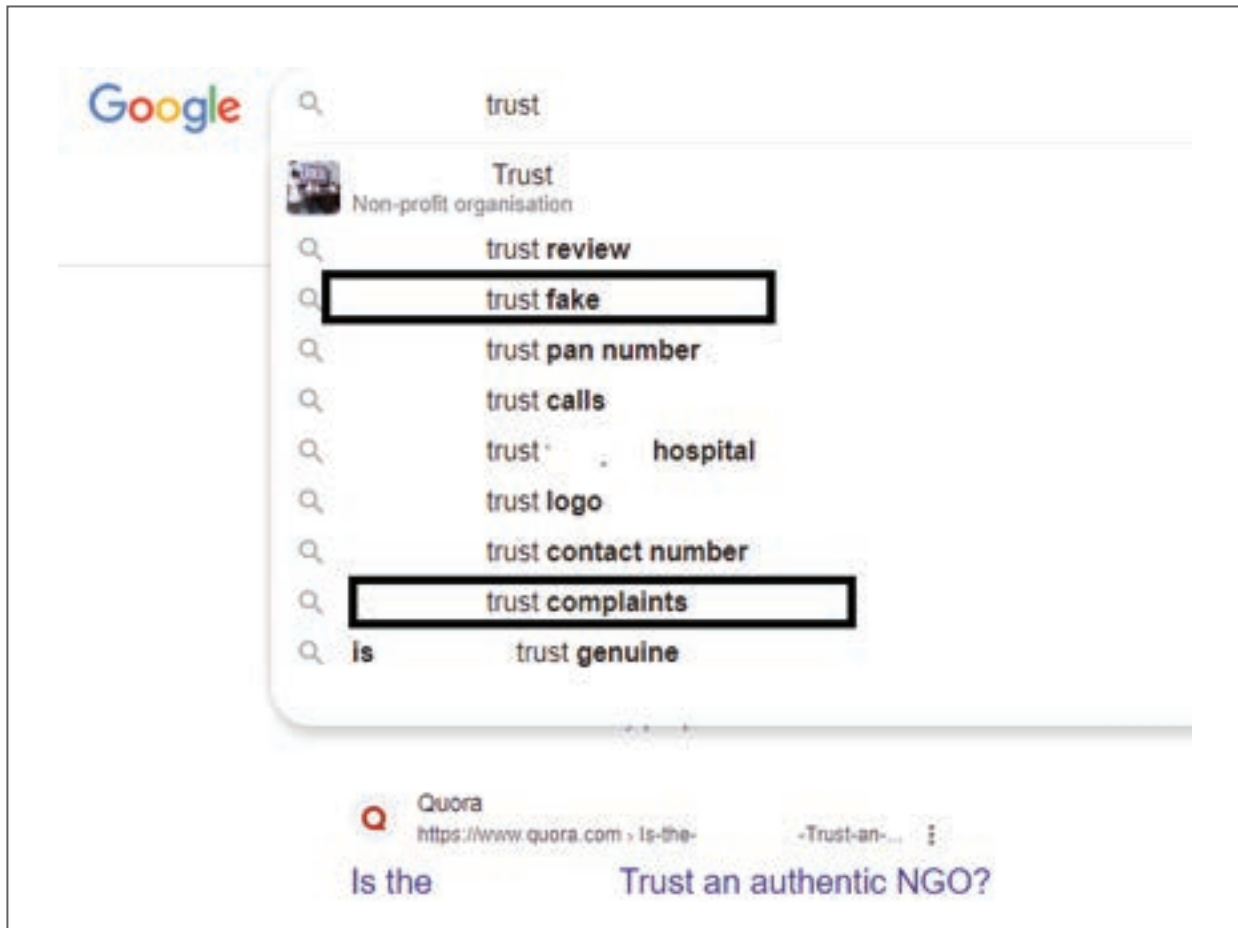 Google
trust
Trust
Non-profit organisation
trust review
trust fake
trust pan number
trust calls
trust hospital
trust logo
trust contact number
trust complaints
is trust genuine
Quora
https://www.quora.com › Is-the- -Trust-an-...
Is the Trust an authentic NGO?